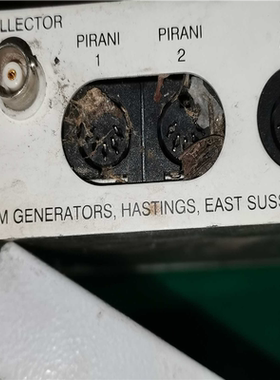 LLECTOR
PIRANI PIRANI
1 2
M GENERATORS, HASTINGS, EAST SUSS